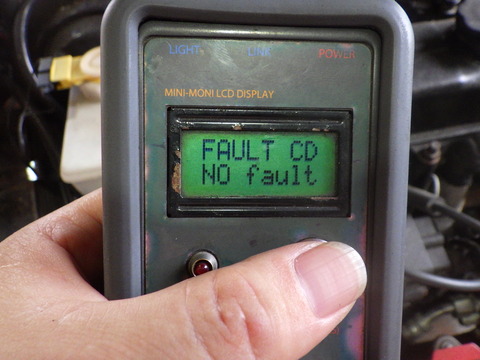 LIGHT LINK POWER
MINI-MONI LCD DISPLAY
FAULT CD
NO fault